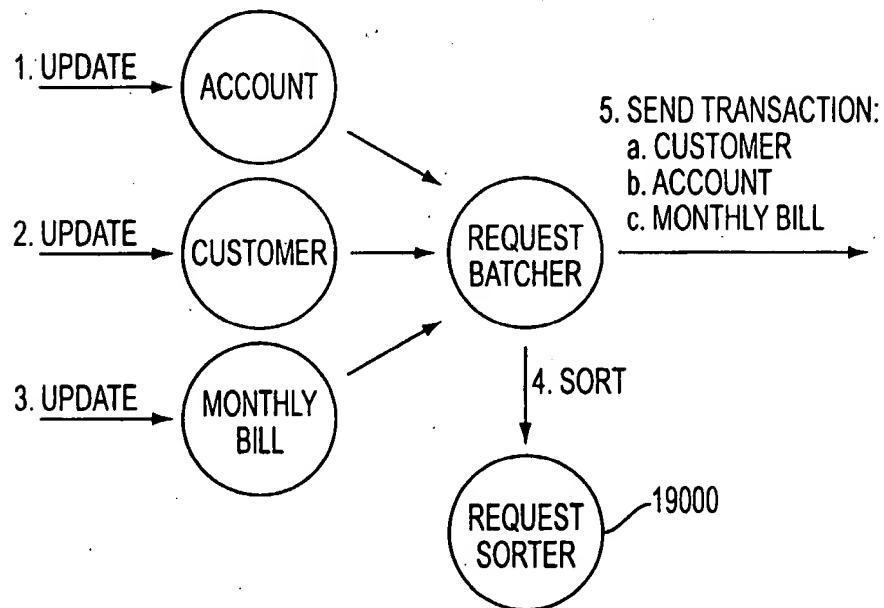 1. UPDATE
ACCOUNT
2. UPDATE
CUSTOMER
3. UPDATE
MONTHLY
BILL
REQUEST
BATCHER
5. SEND TRANSACTION:
a. CUSTOMER
b. ACCOUNT
c. MONTHLY BILL
4. SORT
REQUEST
SORTER
19000